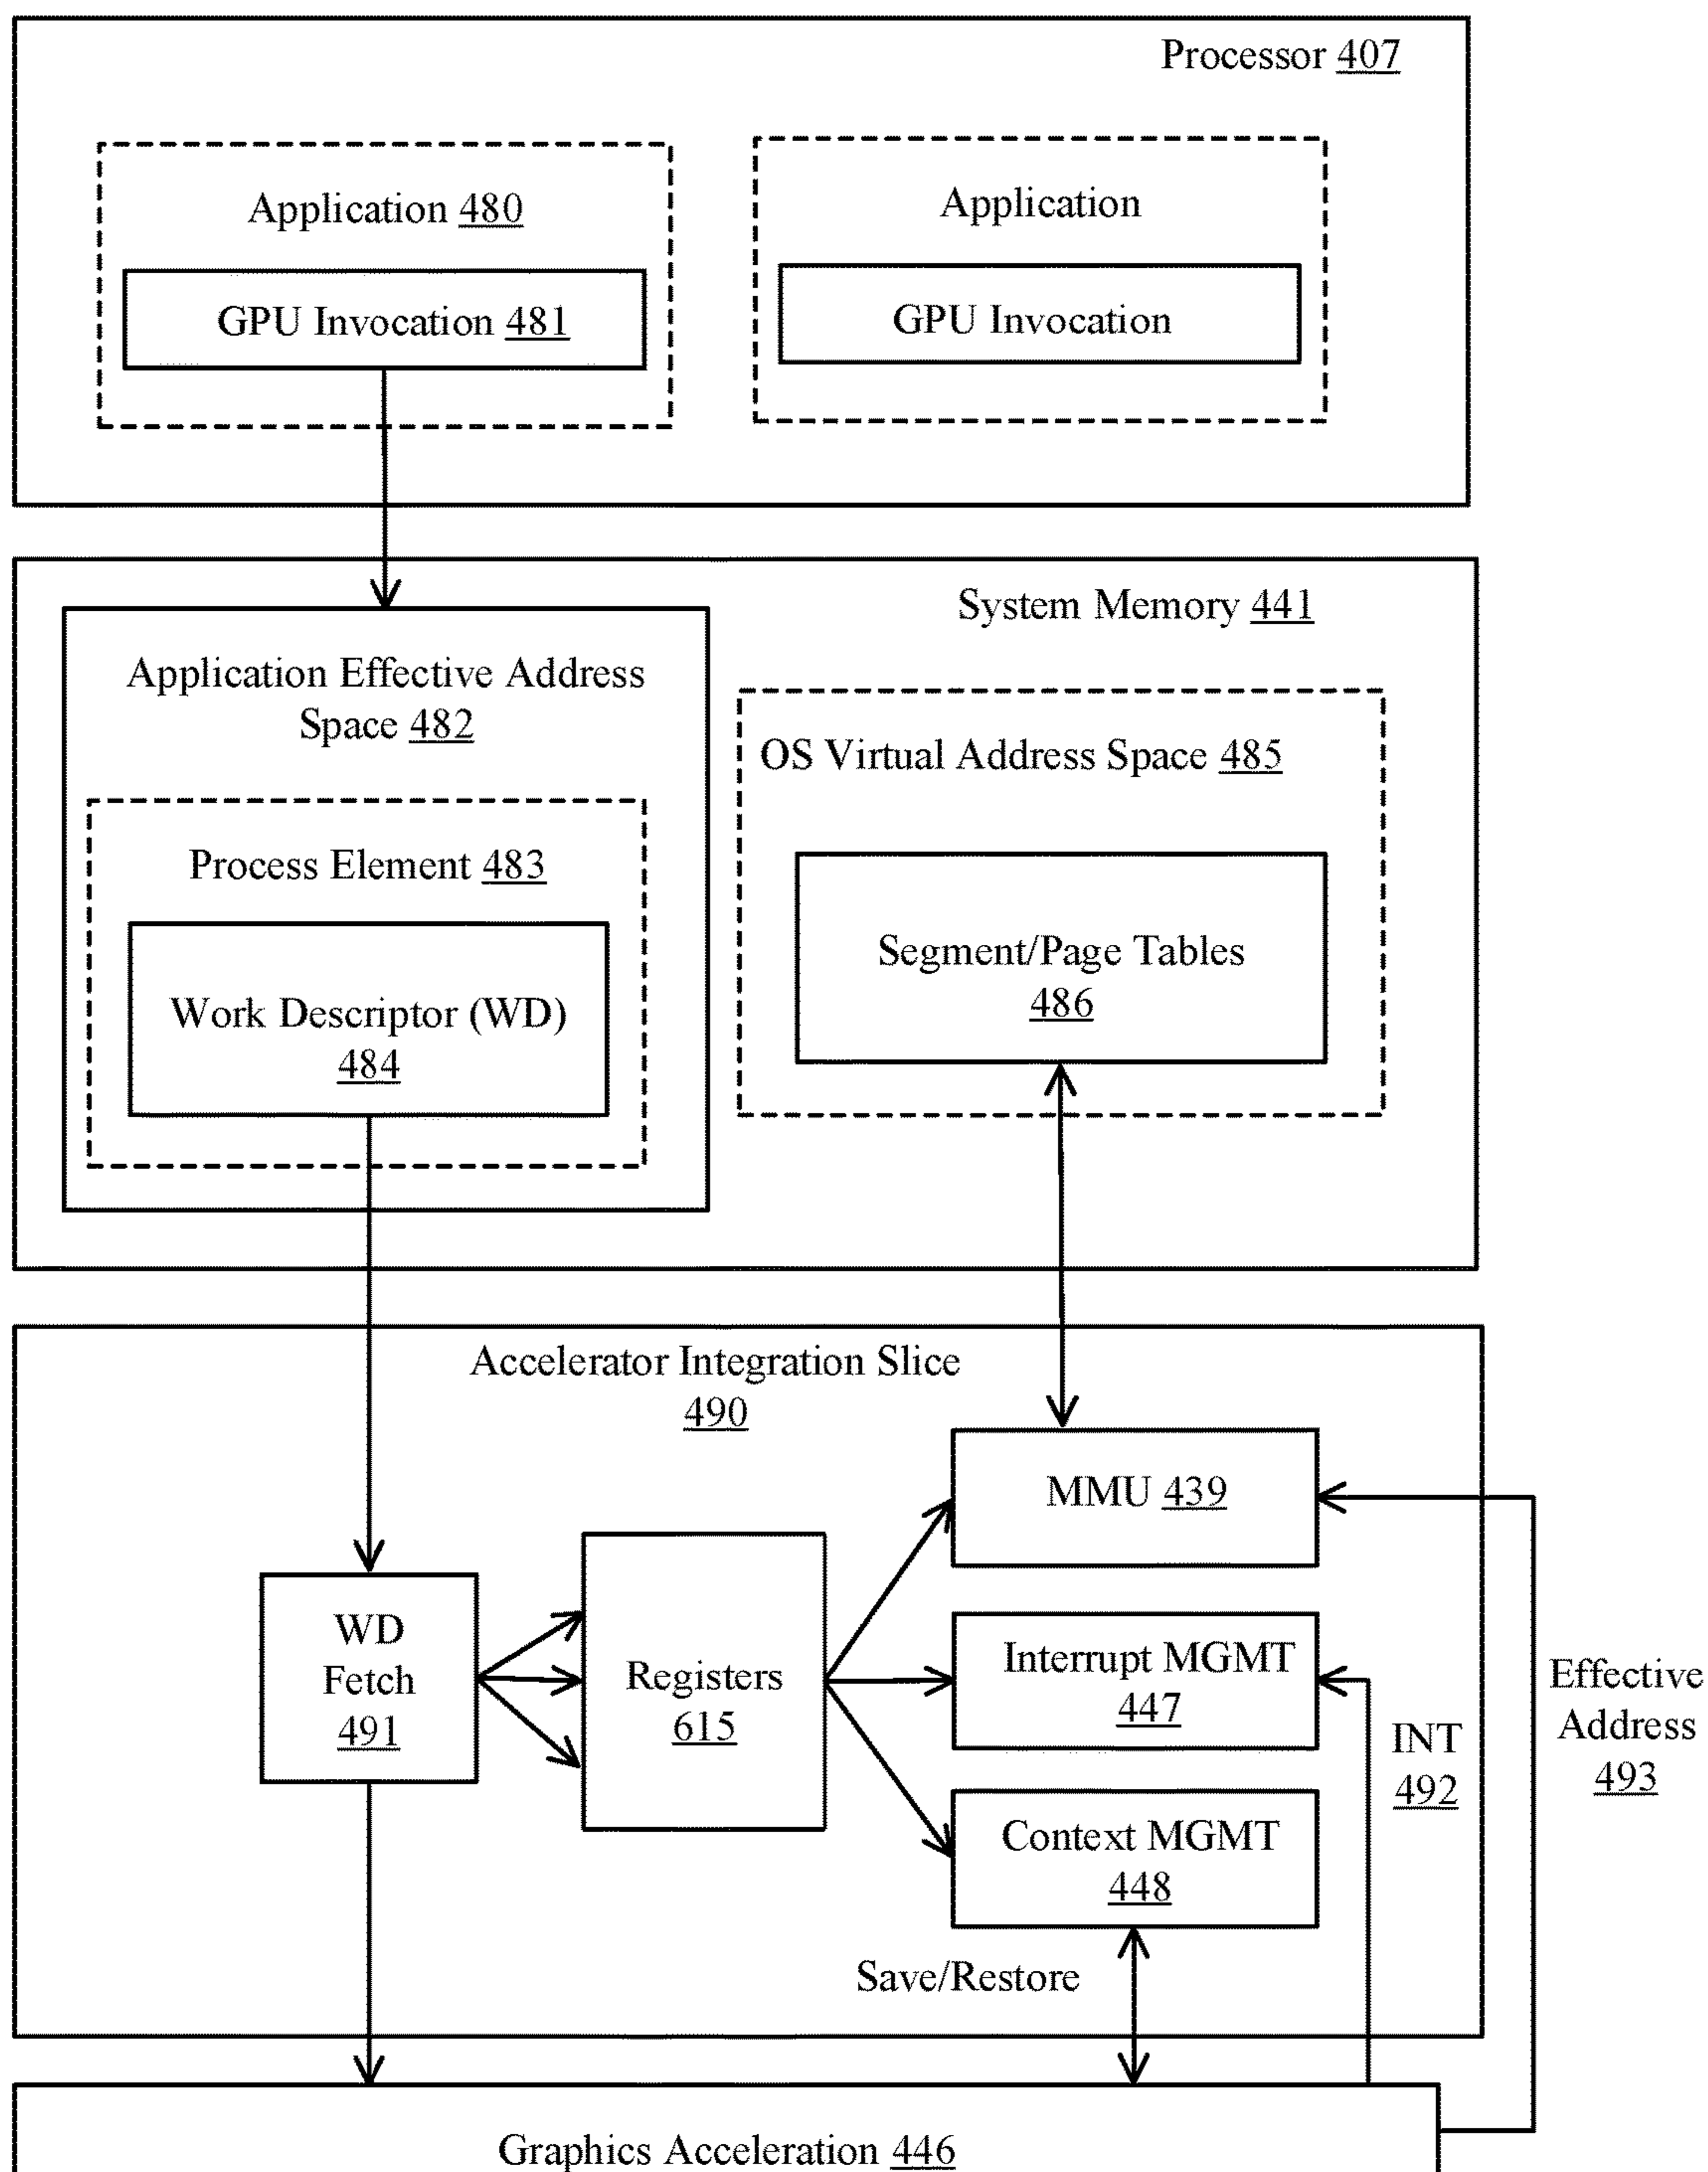 Processor 407
Application 480
GPU Invocation 481
Application
GPU Invocation
System Memory 441
Application Effective Address
Space 482
Process Element 483
Work Descriptor (WD)
484
OS Virtual Address Space 485
Segment/Page Tables
486
Accelerator Integration Slice
490
WD
Fetch
491
Registers
615
MMU 439
Interrupt MGMT
447
Context MGMT
448
Save/Restore
INT
492
Effective
Address
493
Graphics Acceleration 446